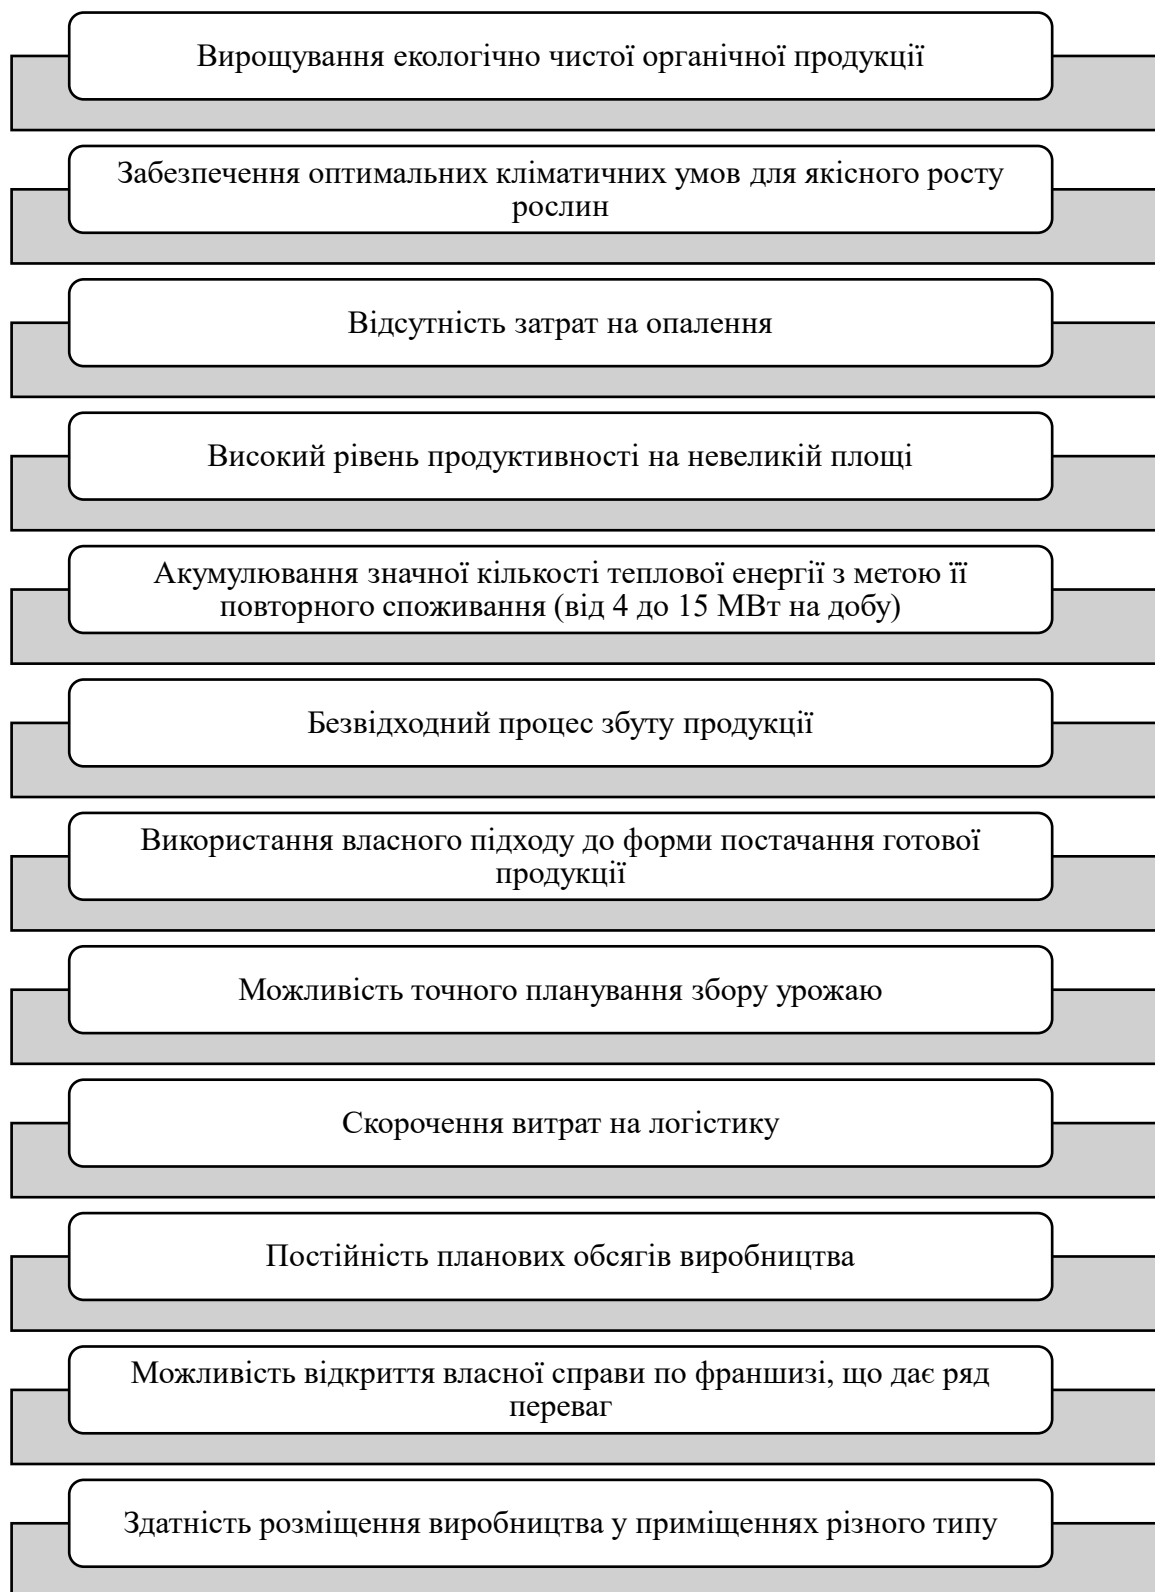 Вирощування екологічно чистої органічної продукції
Забезпечення оптимальних кліматичних умов для якісного росту
рослин
Відсутність затрат на опалення
Високий рівень продуктивності на невеликій площі
Акумулювання значної кількості теплової енергії з метою її
повторного споживання (від 4 до 15 МВт на добу)
Безвідходний процес збуту продукції
Використання власного підходу до форми постачання готової
продукції
Можливість точного планування збору урожаю
Скорочення витрат на логістику
Постійність планових обсягів виробництва
Можливість відкриття власної справи по франшизі, що дає ряд
переваг
Здатність розміщення виробництва у приміщеннях різного типу